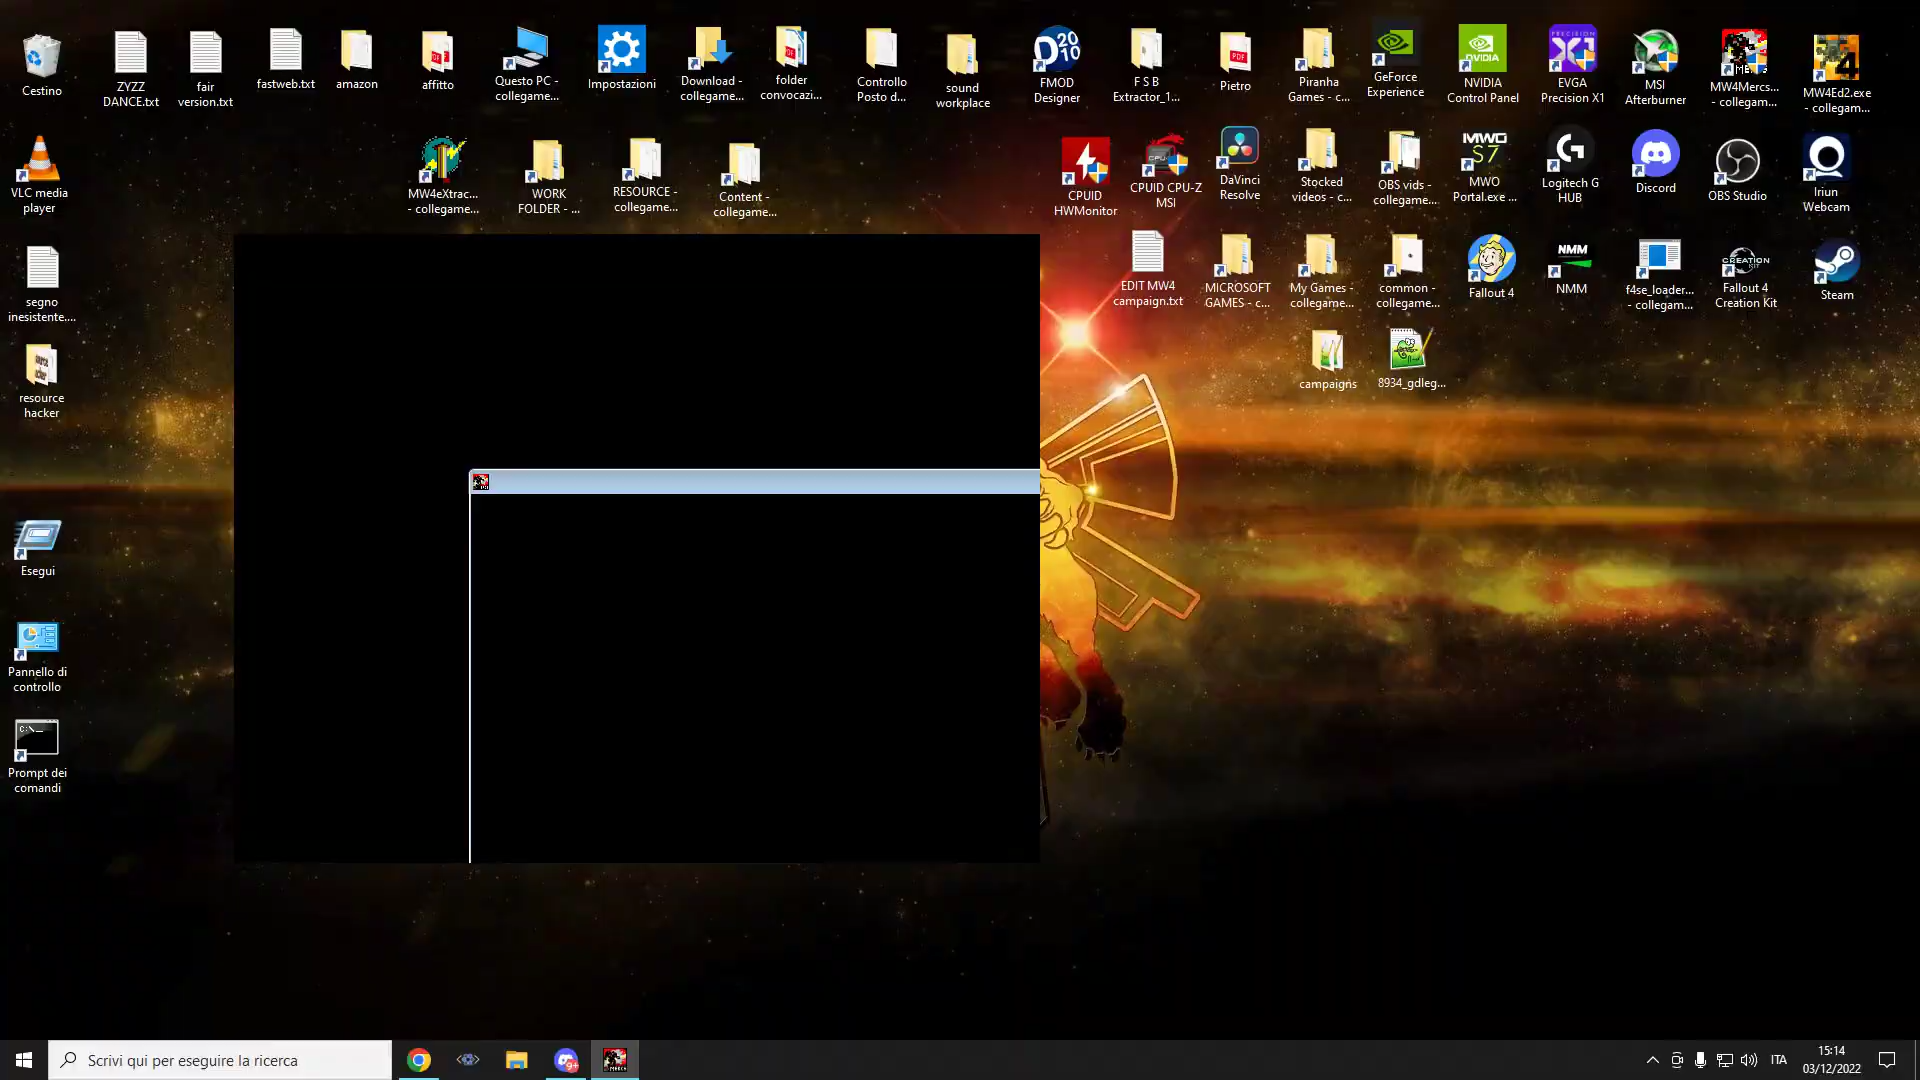 Cestino
ZYZZ
DANCE.txt
fair
version.txt
fastweb.txt
amazon
affitto
Questo PC -
collegame...
Impostazioni
Download -
collegame...
folder
convocazi...
Controllo
Posto d...
sound
workplace
FMOD
Designer
F S B
Extractor_1...
Pietro
Piranha
Games - c...
GeForce
Experience
NVIDIA
Control Panel
EVGA
Precision X1
MSI
Afterburner
MW4Mercs...
- collegam...
MW4Ed2.exe
- collegam...
VLC media
player
MW4eXtrac...
- collegame...
WORK
FOLDER - ...
RESOURCE -
collegame...
Content -
collegame...
CPUID
HWMonitor
CPUID CPU-Z
MSI
DaVinci
Resolve
Stocked
videos - c...
OBS vids -
collegame...
MWO
Portal.exe ...
Logitech G
HUB
Discord
OBS Studio
Iriun
Webcam
segno
inesistente....
EDIT MW4
campaign.txt
MICROSOFT
GAMES - c...
My Games -
collegame...
common -
collegame...
Fallout 4
NMM
NMM
f4se_loader...
- collegam...
CREATION
KIT
Fallout 4
Creation Kit
Steam
resource
hacker
campaigns
8934_gdleg...
Esegui
Pannello di
controllo
Prompt dei
comandi
Scrivi qui per eseguire la ricerca
9+
ITA
15:14
03/12/2022